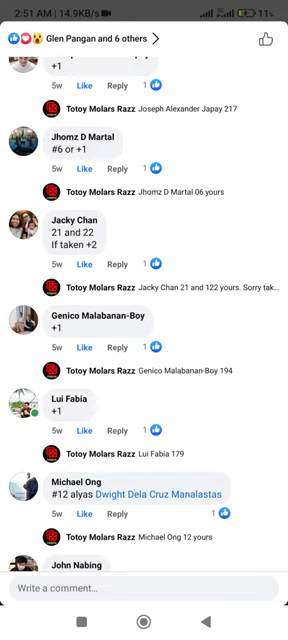 2:51 AM | 14.9KB/s
11%
Glen Pangan and 6 others
+1
5w Like Reply 1
Totoy Molars Razz Joseph Alexander Japay 217
Jhomz D Martal
#6 or +1
5w Like Reply 1
Totoy Molars Razz Jhomz D Martal 06 yours
Jacky Chan
21 and 22
If taken +2
5w Like Reply 1
Totoy Molars Razz Jacky Chan 21 and 122 yours. Sorry tak...
Genico Malabanan-Boy
+1
5w Like Reply 1
Totoy Molars Razz Genico Malabanan-Boy 194
Lui Fabia
+1
5w Like Reply 1
Totoy Molars Razz Lui Fabia 179
Michael Ong
#12 alyas Dwight Dela Cruz Manalastas
5w Like Reply 1
Totoy Molars Razz Michael Ong 12 yours
John Nabing
Write a comment...